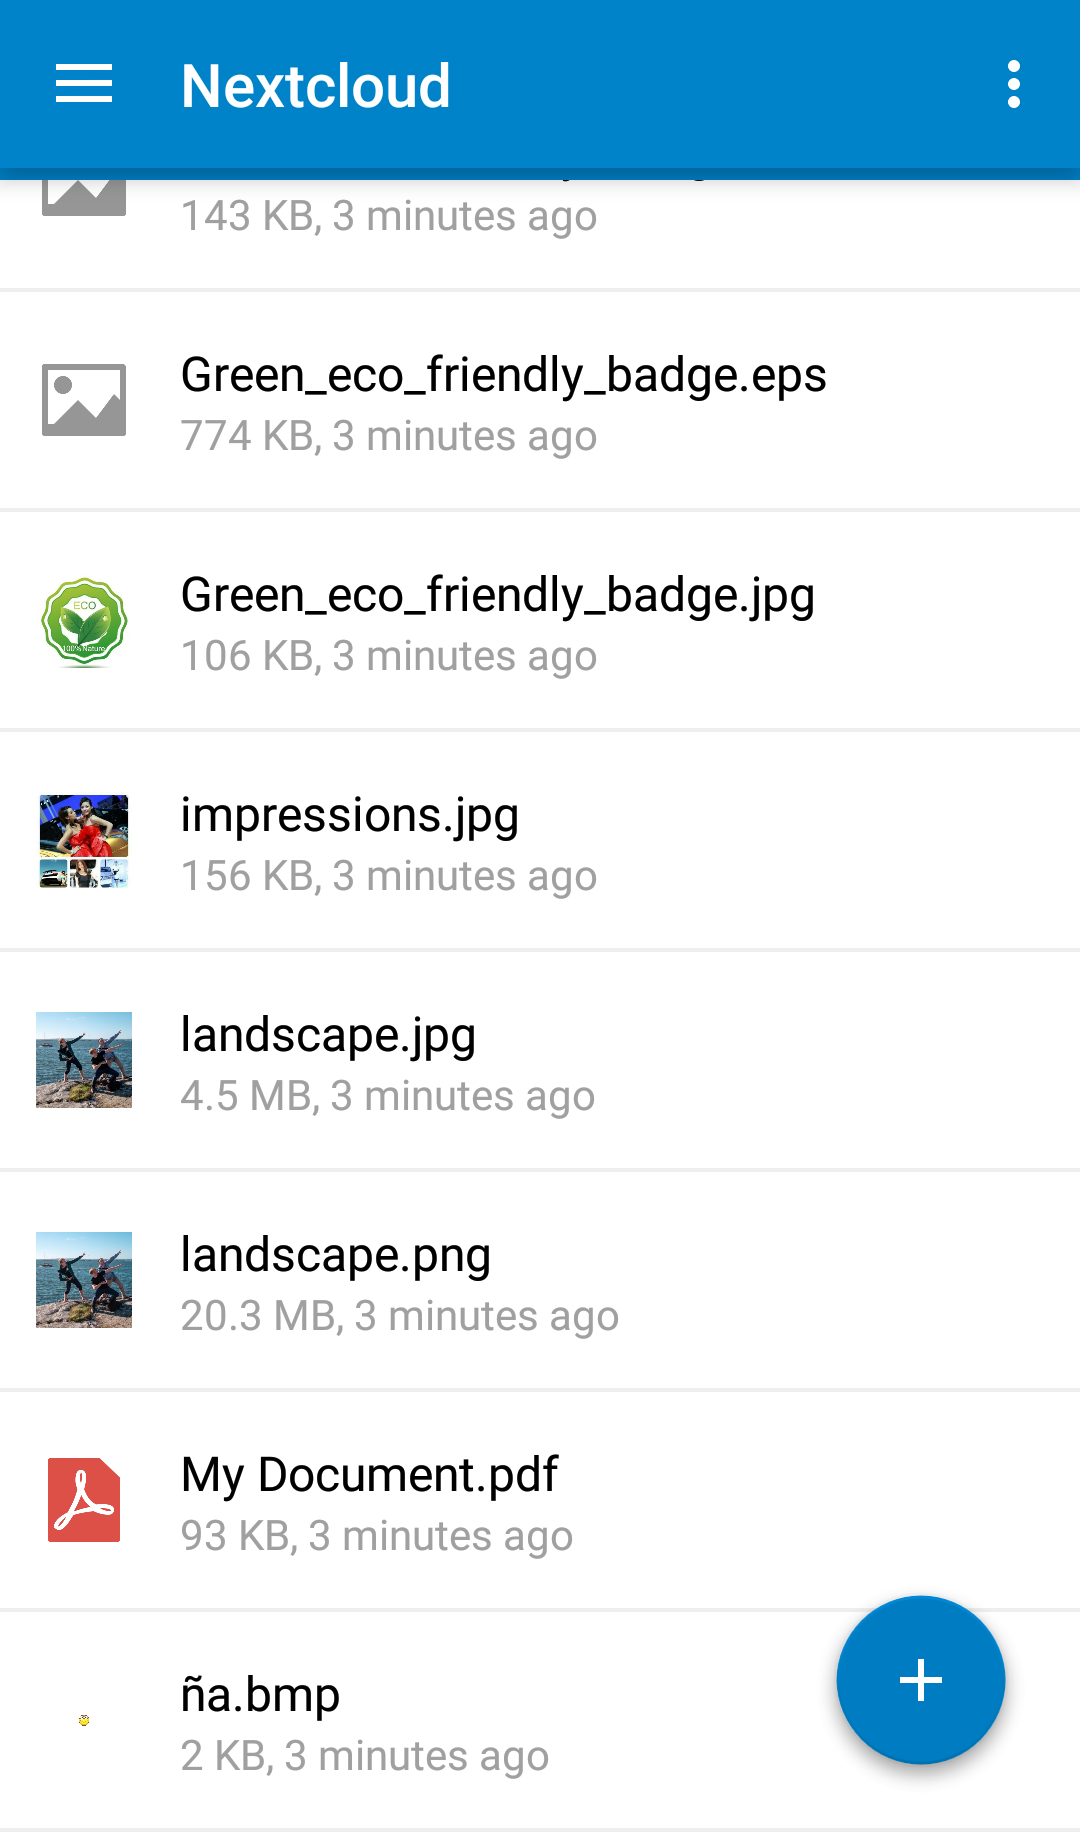 Nextcloud
143 KB, 3 minutes ago
Green_eco_friendly_badge.eps
774 KB, 3 minutes ago
ECO
100% Nature
Green_eco_friendly_badge.jpg
106 KB, 3 minutes ago
impressions.jpg
156 KB, 3 minutes ago
landscape.jpg
4.5 MB, 3 minutes ago
landscape.png
20.3 MB, 3 minutes ago
My Document.pdf
93 KB, 3 minutes ago
ña.bmp
2 KB, 3 minutes ago